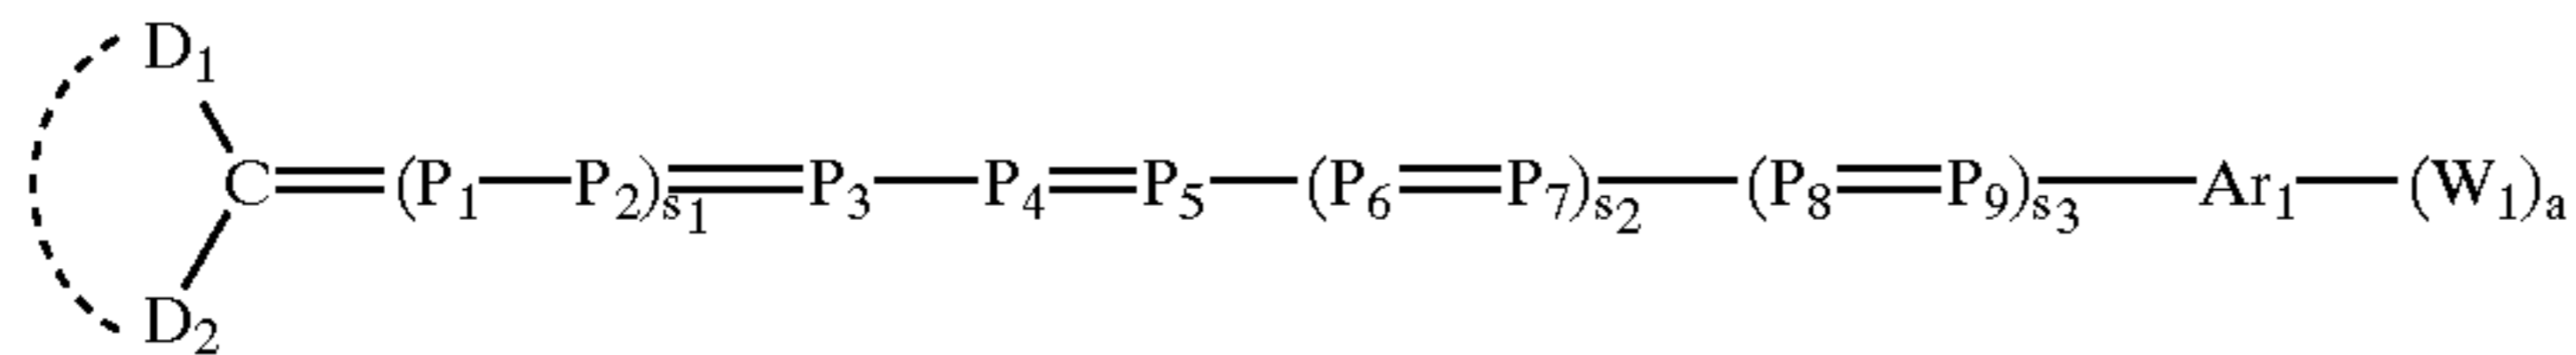 D₁
C=(P₁—P₂)s₁=P₃—P₄=P₅—(P₆=P₇)s₂—(P₈=P₉)s₃—Ar₁—(W₁)a
D₂